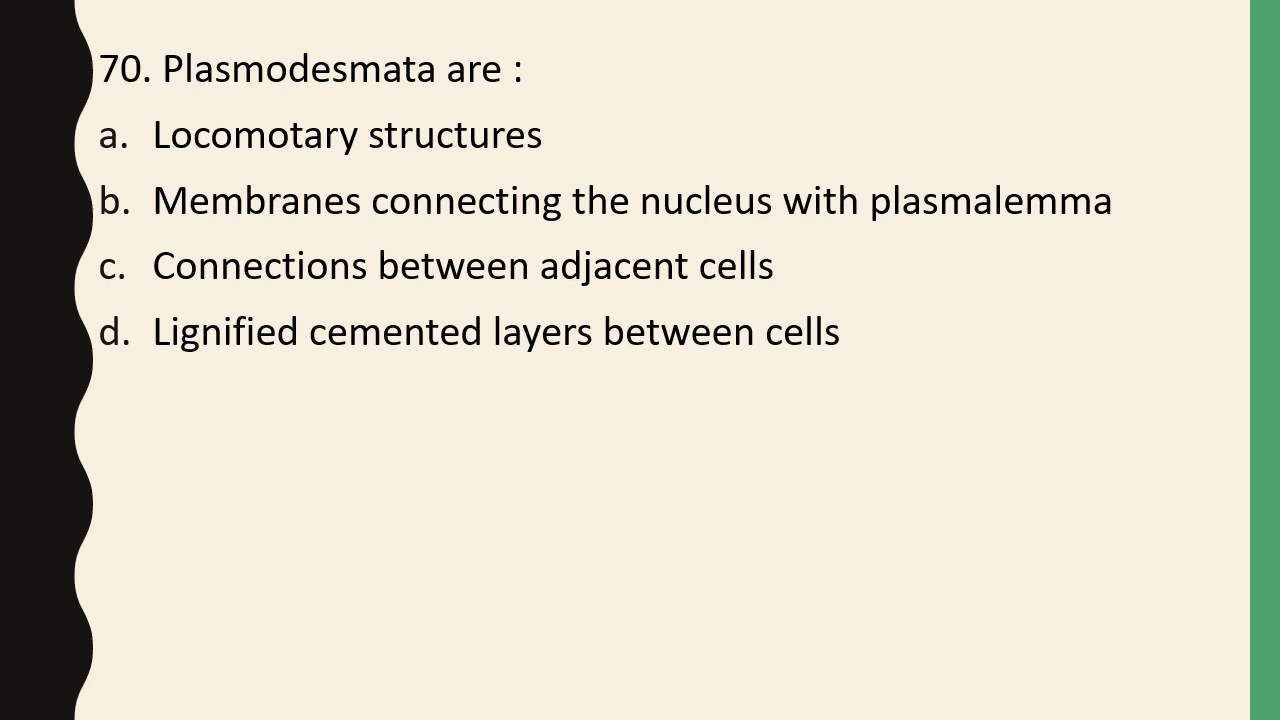 70. Plasmodesmata are :
a. Locomotary structures
b. Membranes connecting the nucleus with plasmalemma
c. Connections between adjacent cells
d. Lignified cemented layers between cells